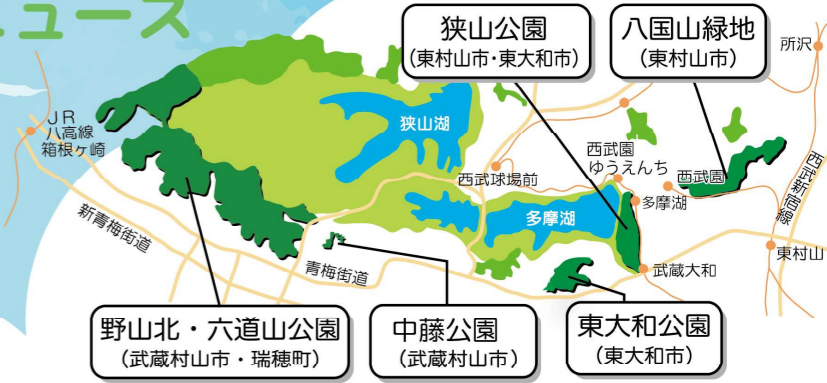 ニュース
狭山公園
(東村山市・東大和市)
八国山緑地
(東村山市)
所沢
JR
八高線
箱根ヶ崎
狭山湖
西武球場前
西武園
ゆうえんち
西武園
西武新宿線
多摩湖
多摩湖
東村山
新青梅街道
青梅街道
武蔵大和
野山北・六道山公園
(武蔵村山市・瑞穂町)
中藤公園
(武蔵村山市)
東大和公園
(東大和市)